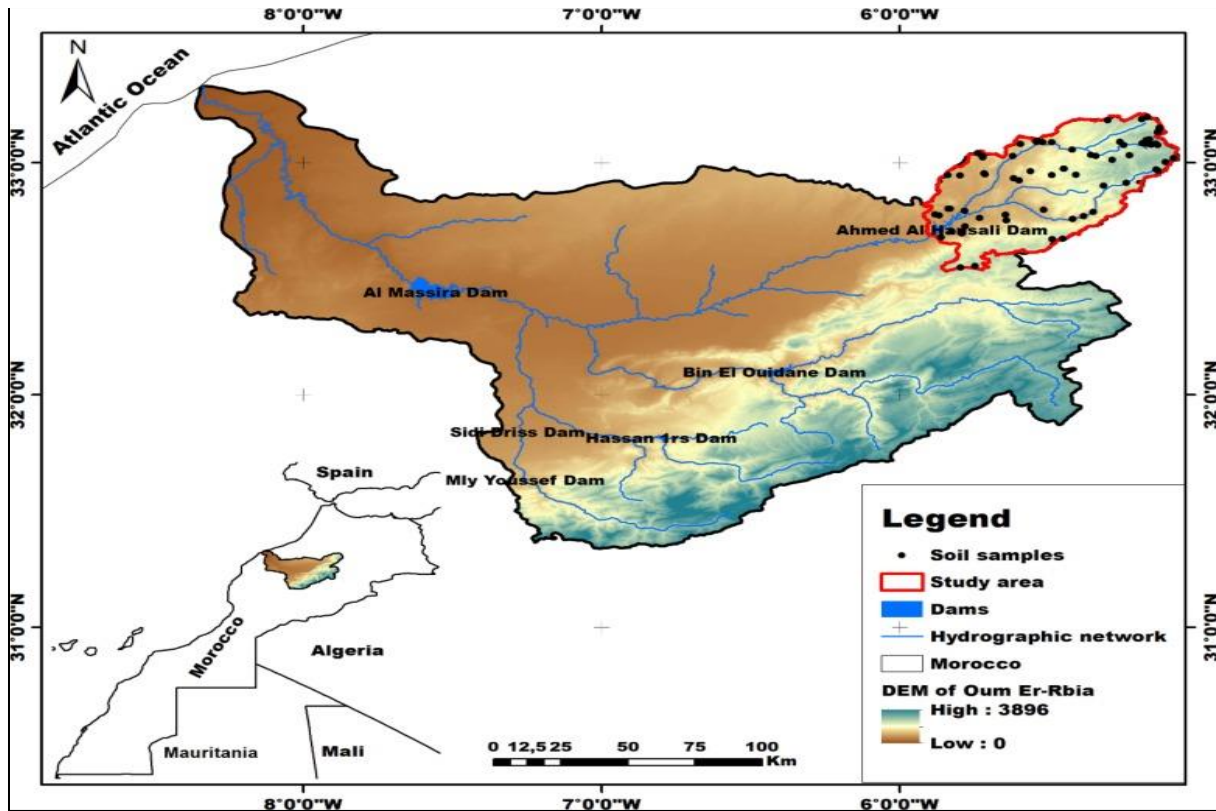 8°0'0"W
7°0'0"W
6°0'0"W
N
Atlantic Ocean
33°0'0"N
33°0'0"N
Ahmed Al Hansali Dam
Al Massira Dam
Bin El Ouidane Dam
32°0'0"N
32°0'0"N
Sidi Driss Dam
Hassan 1rs Dam
Mly Youssef Dam
Spain
Morocco
Algeria
Mauritania
Mali
31°0'0"N
31°0'0"N
Legend
Soil samples
Study area
Dams
Hydrographic network
Morocco
DEM of Oum Er-Rbia
High : 3896
Low : 0
0 12,5 25 50 75 100
Km
8°0'0"W
7°0'0"W
6°0'0"W